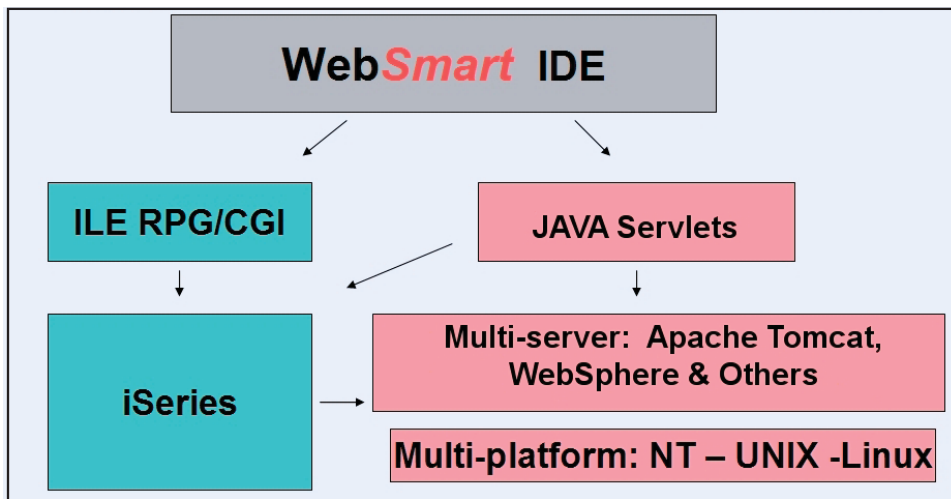 WebSmart IDE
ILE RPG/CGI
JAVA Servlets
iSeries
Multi-server: Apache Tomcat,
WebSphere & Others
Multi-platform: NT – UNIX -Linux